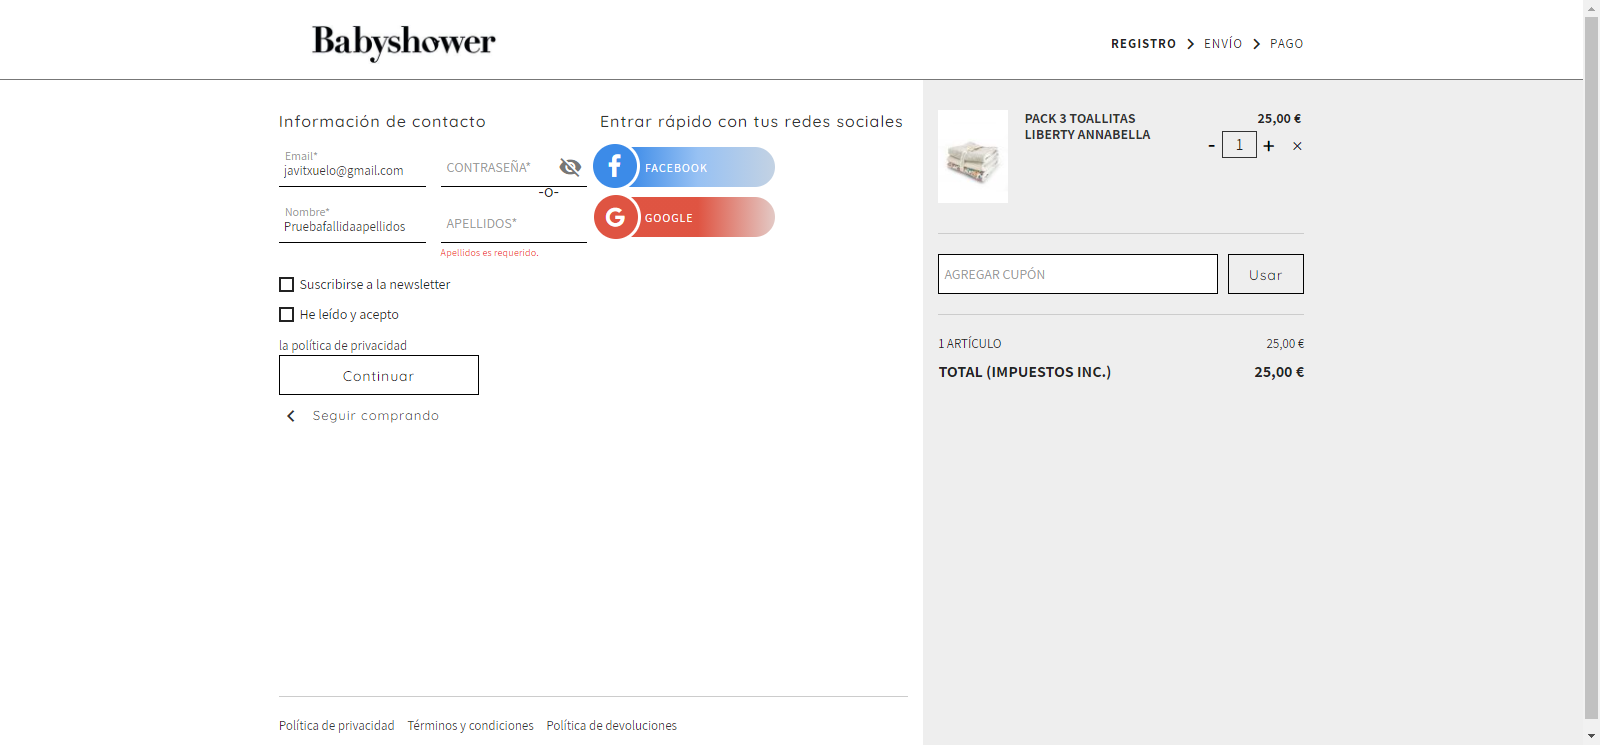 Babyshower
REGISTRO > ENVÍO > PAGO
Información de contacto
Email*
javitxuelo@gmail.com
CONTRASEÑA*
Nombre*
Pruebafallidaapellidos
APELLIDOS*
Apellidos es requerido.
Suscribirse a la newsletter
He leído y acepto
la política de privacidad
Continuar
Seguir comprando
-O-
Entrar rápido con tus redes sociales
FACEBOOK
GOOGLE
PACK 3 TOALLITAS
LIBERTY ANNABELLA
25,00 €
- 1 + ×
AGREGAR CUPÓN
Usar
1 ARTÍCULO 25,00 €
TOTAL (IMPUESTOS INC.) 25,00 €
Política de privacidad Términos y condiciones Política de devoluciones